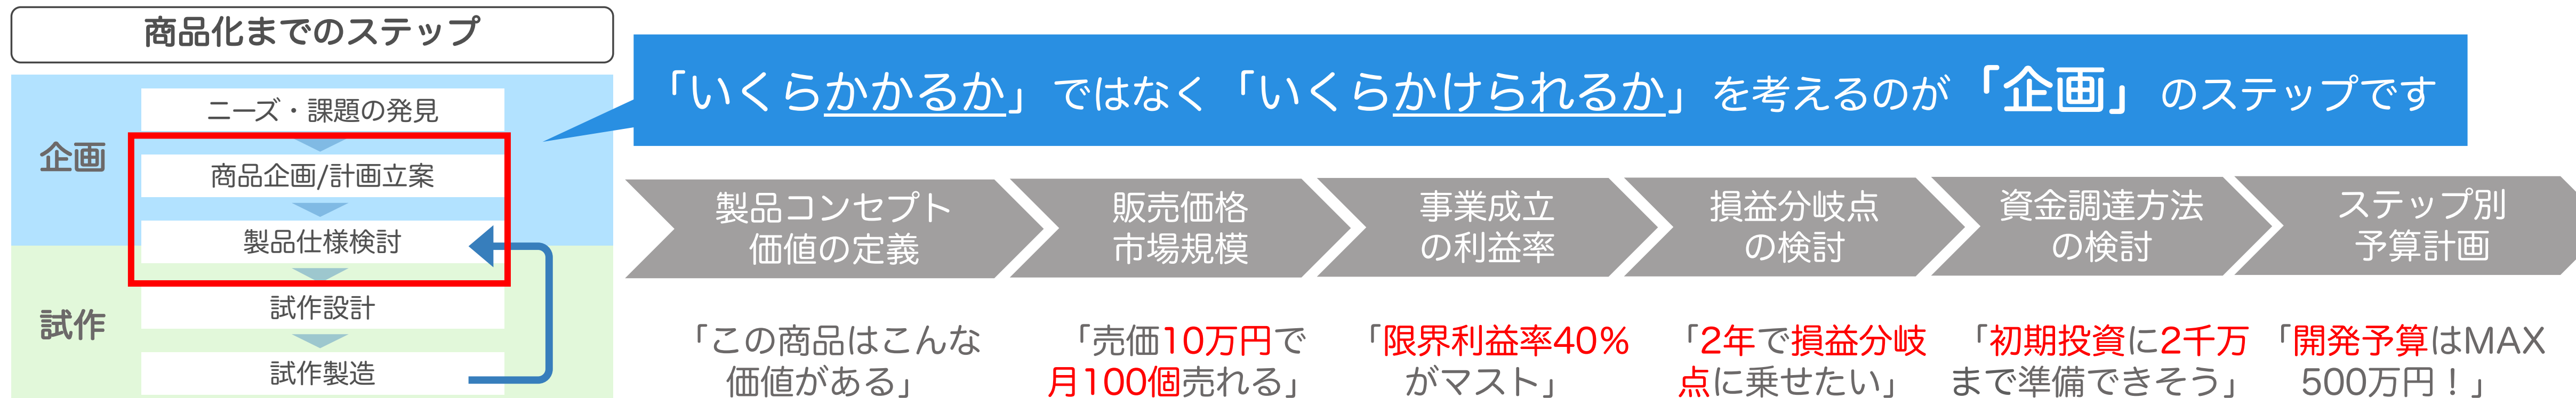 商品化までのステップ
企画
ニーズ・課題の発見
商品企画/計画立案
製品仕様検討
試作
試作設計
試作製造
「いくらかかるか」ではなく「いくらかけられるか」を考えるのが「企画」のステップです
製品コンセプト
価値の定義
販売価格
市場規模
事業成立
の利益率
損益分岐点
の検討
資金調達方法
の検討
ステップ別
予算計画
「この商品はこんな
価値がある」
「売価10万円で
月100個売れる」
「限界利益率40%
がマスト」
「2年で損益分岐
点に乗せたい」
「初期投資に2千万
まで準備できそう」
「開発予算はMAX
500万円！」